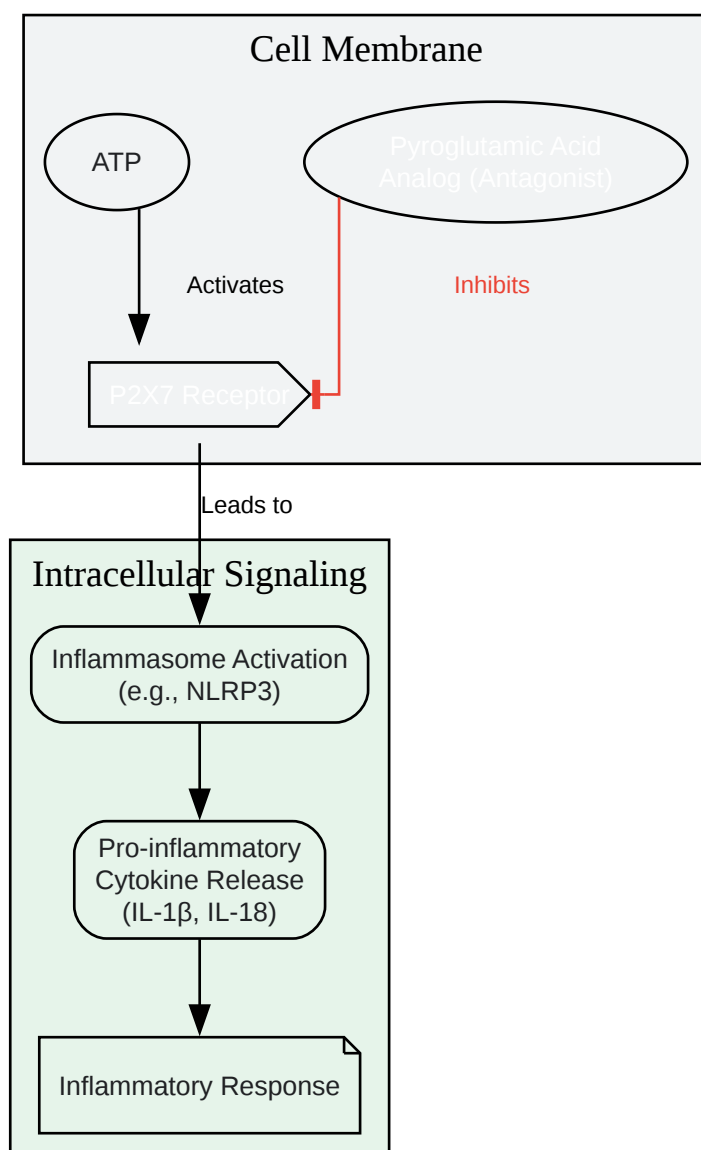 Cell Membrane
ATP
Pyroglutamic Acid
Analog (Antagonist)
Activates
Inhibits
P2X7 Receptor
Leads to
Intracellular Signaling
Inflammasome Activation
(e.g., NLRP3)
Pro-inflammatory
Cytokine Release
(IL-1β, IL-18)
Inflammatory Response